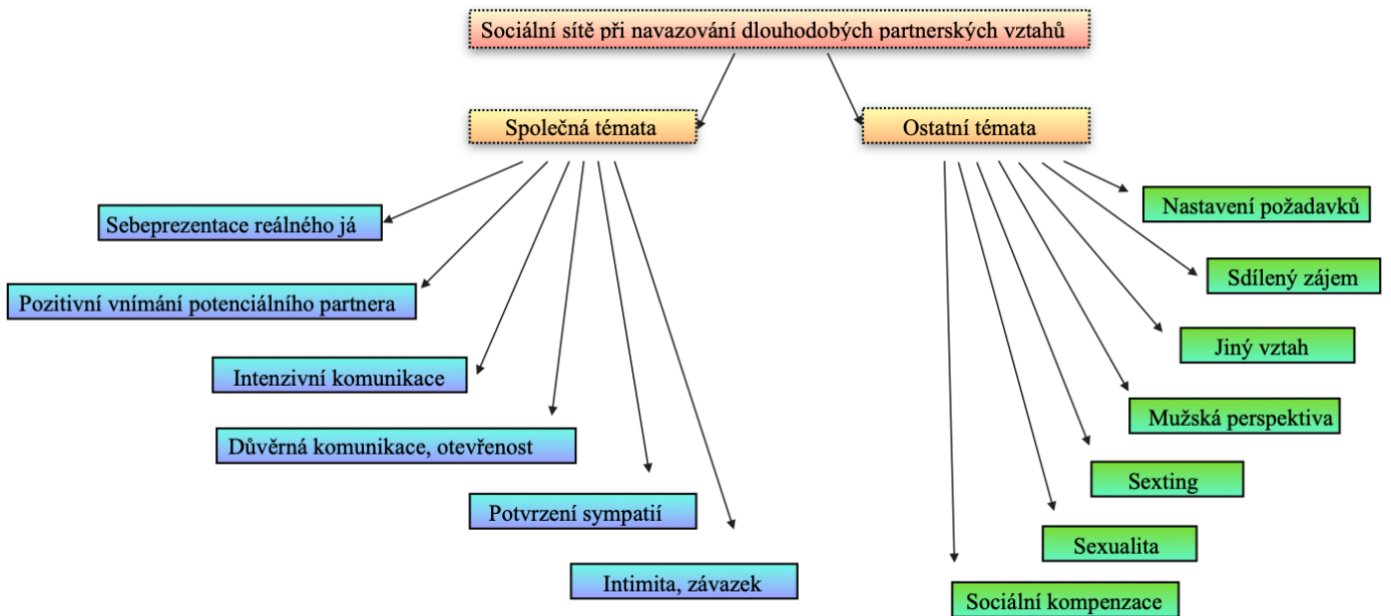 Sociální sítě při navazování dlouhodobých partnerských vztahů
Společná témata
Ostatní témata
Sebeprezentace reálného já
Pozitivní vnímání potenciálního partnera
Intenzivní komunikace
Důvěrná komunikace, otevřenost
Potvrzení sympatií
Intimita, závazek
Nastavení požadavků
Sdílený zájem
Jiný vztah
Mužská perspektiva
Sexting
Sexualita
Sociální kompenzace